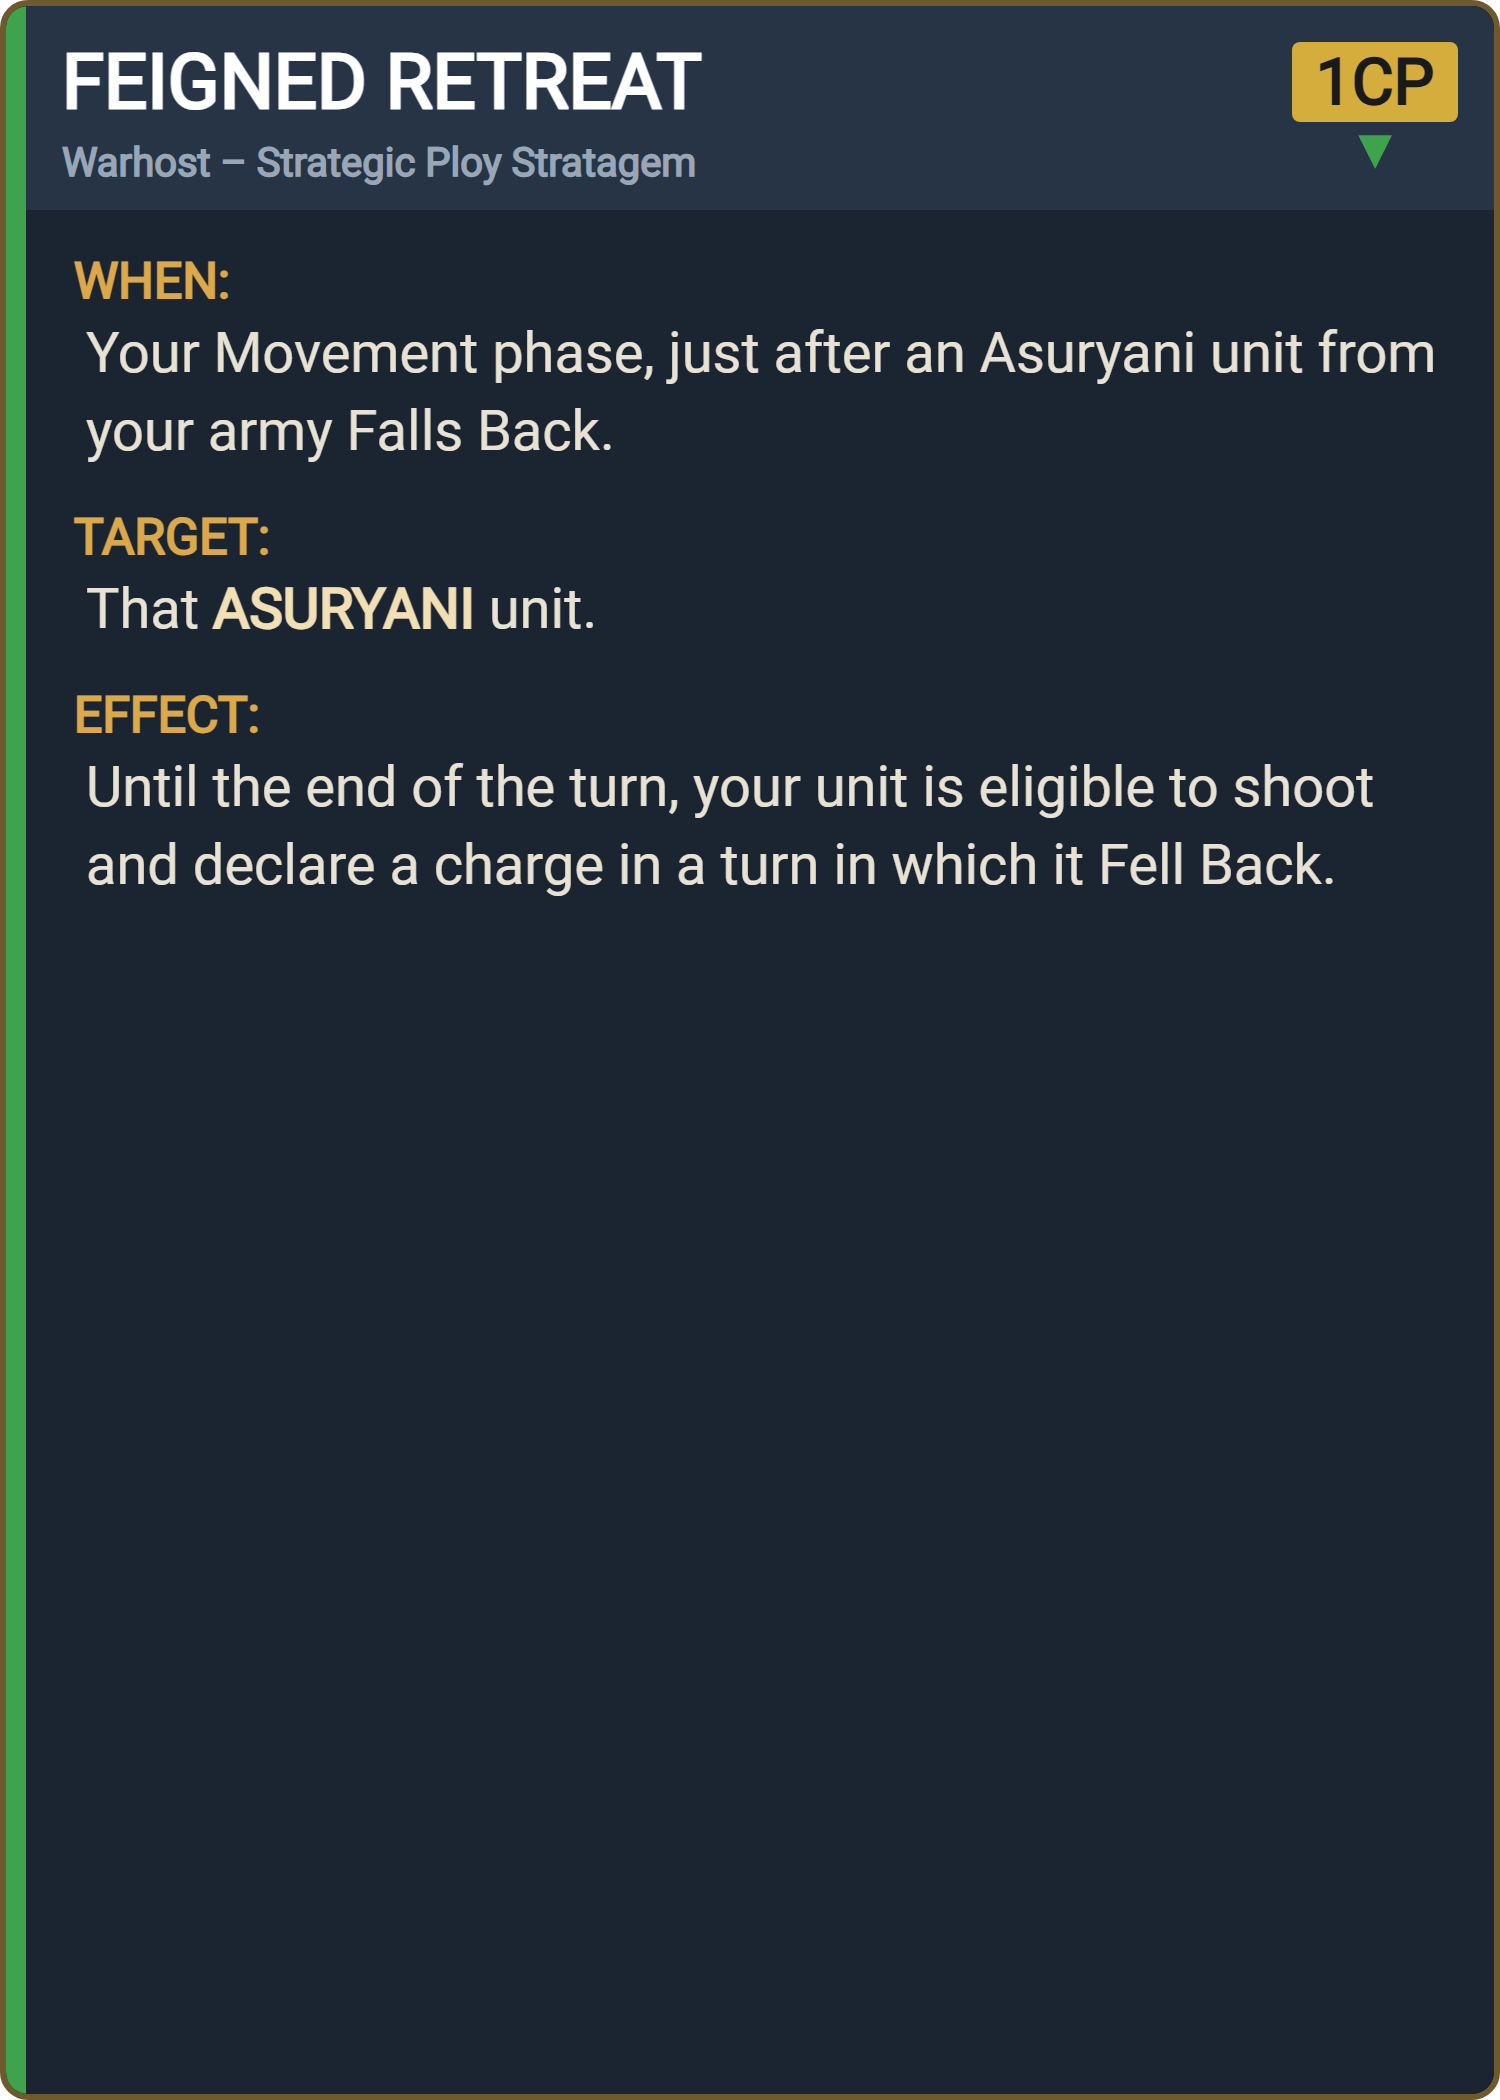 FEIGNED RETREAT
1CP
Warhost – Strategic Ploy Stratagem
WHEN:
Your Movement phase, just after an Asuryani unit from
your army Falls Back.
TARGET:
That ASURYANI unit.
EFFECT:
Until the end of the turn, your unit is eligible to shoot
and declare a charge in a turn in which it Fell Back.